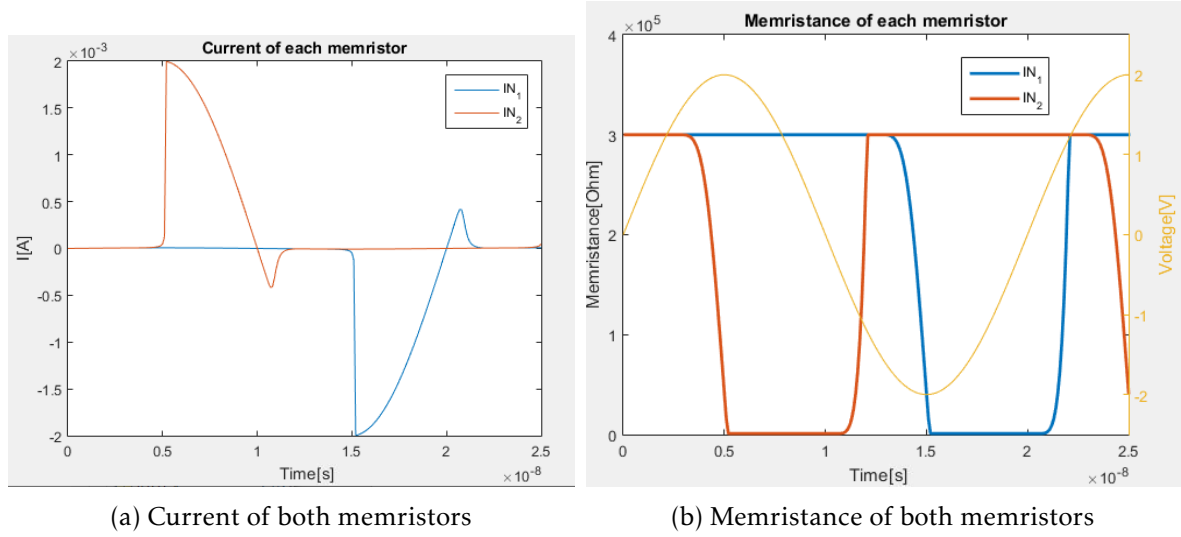 Current of each memristor
×10⁻³
2
1.5
1
0.5
0
-0.5
-1
-1.5
-2
I[A]
IN₁
IN₂
0 0.5 1 1.5 2 2.5
Time[s]
×10⁻⁸
(a) Current of both memristors
Memristance of each memristor
×10⁵
4
3
2
1
0
Memristance[Ohm]
IN₁
IN₂
2
1
0
-1
-2
Voltage[V]
0 0.5 1 1.5 2 2.5
Time[s]
×10⁻⁸
(b) Memristance of both memristors